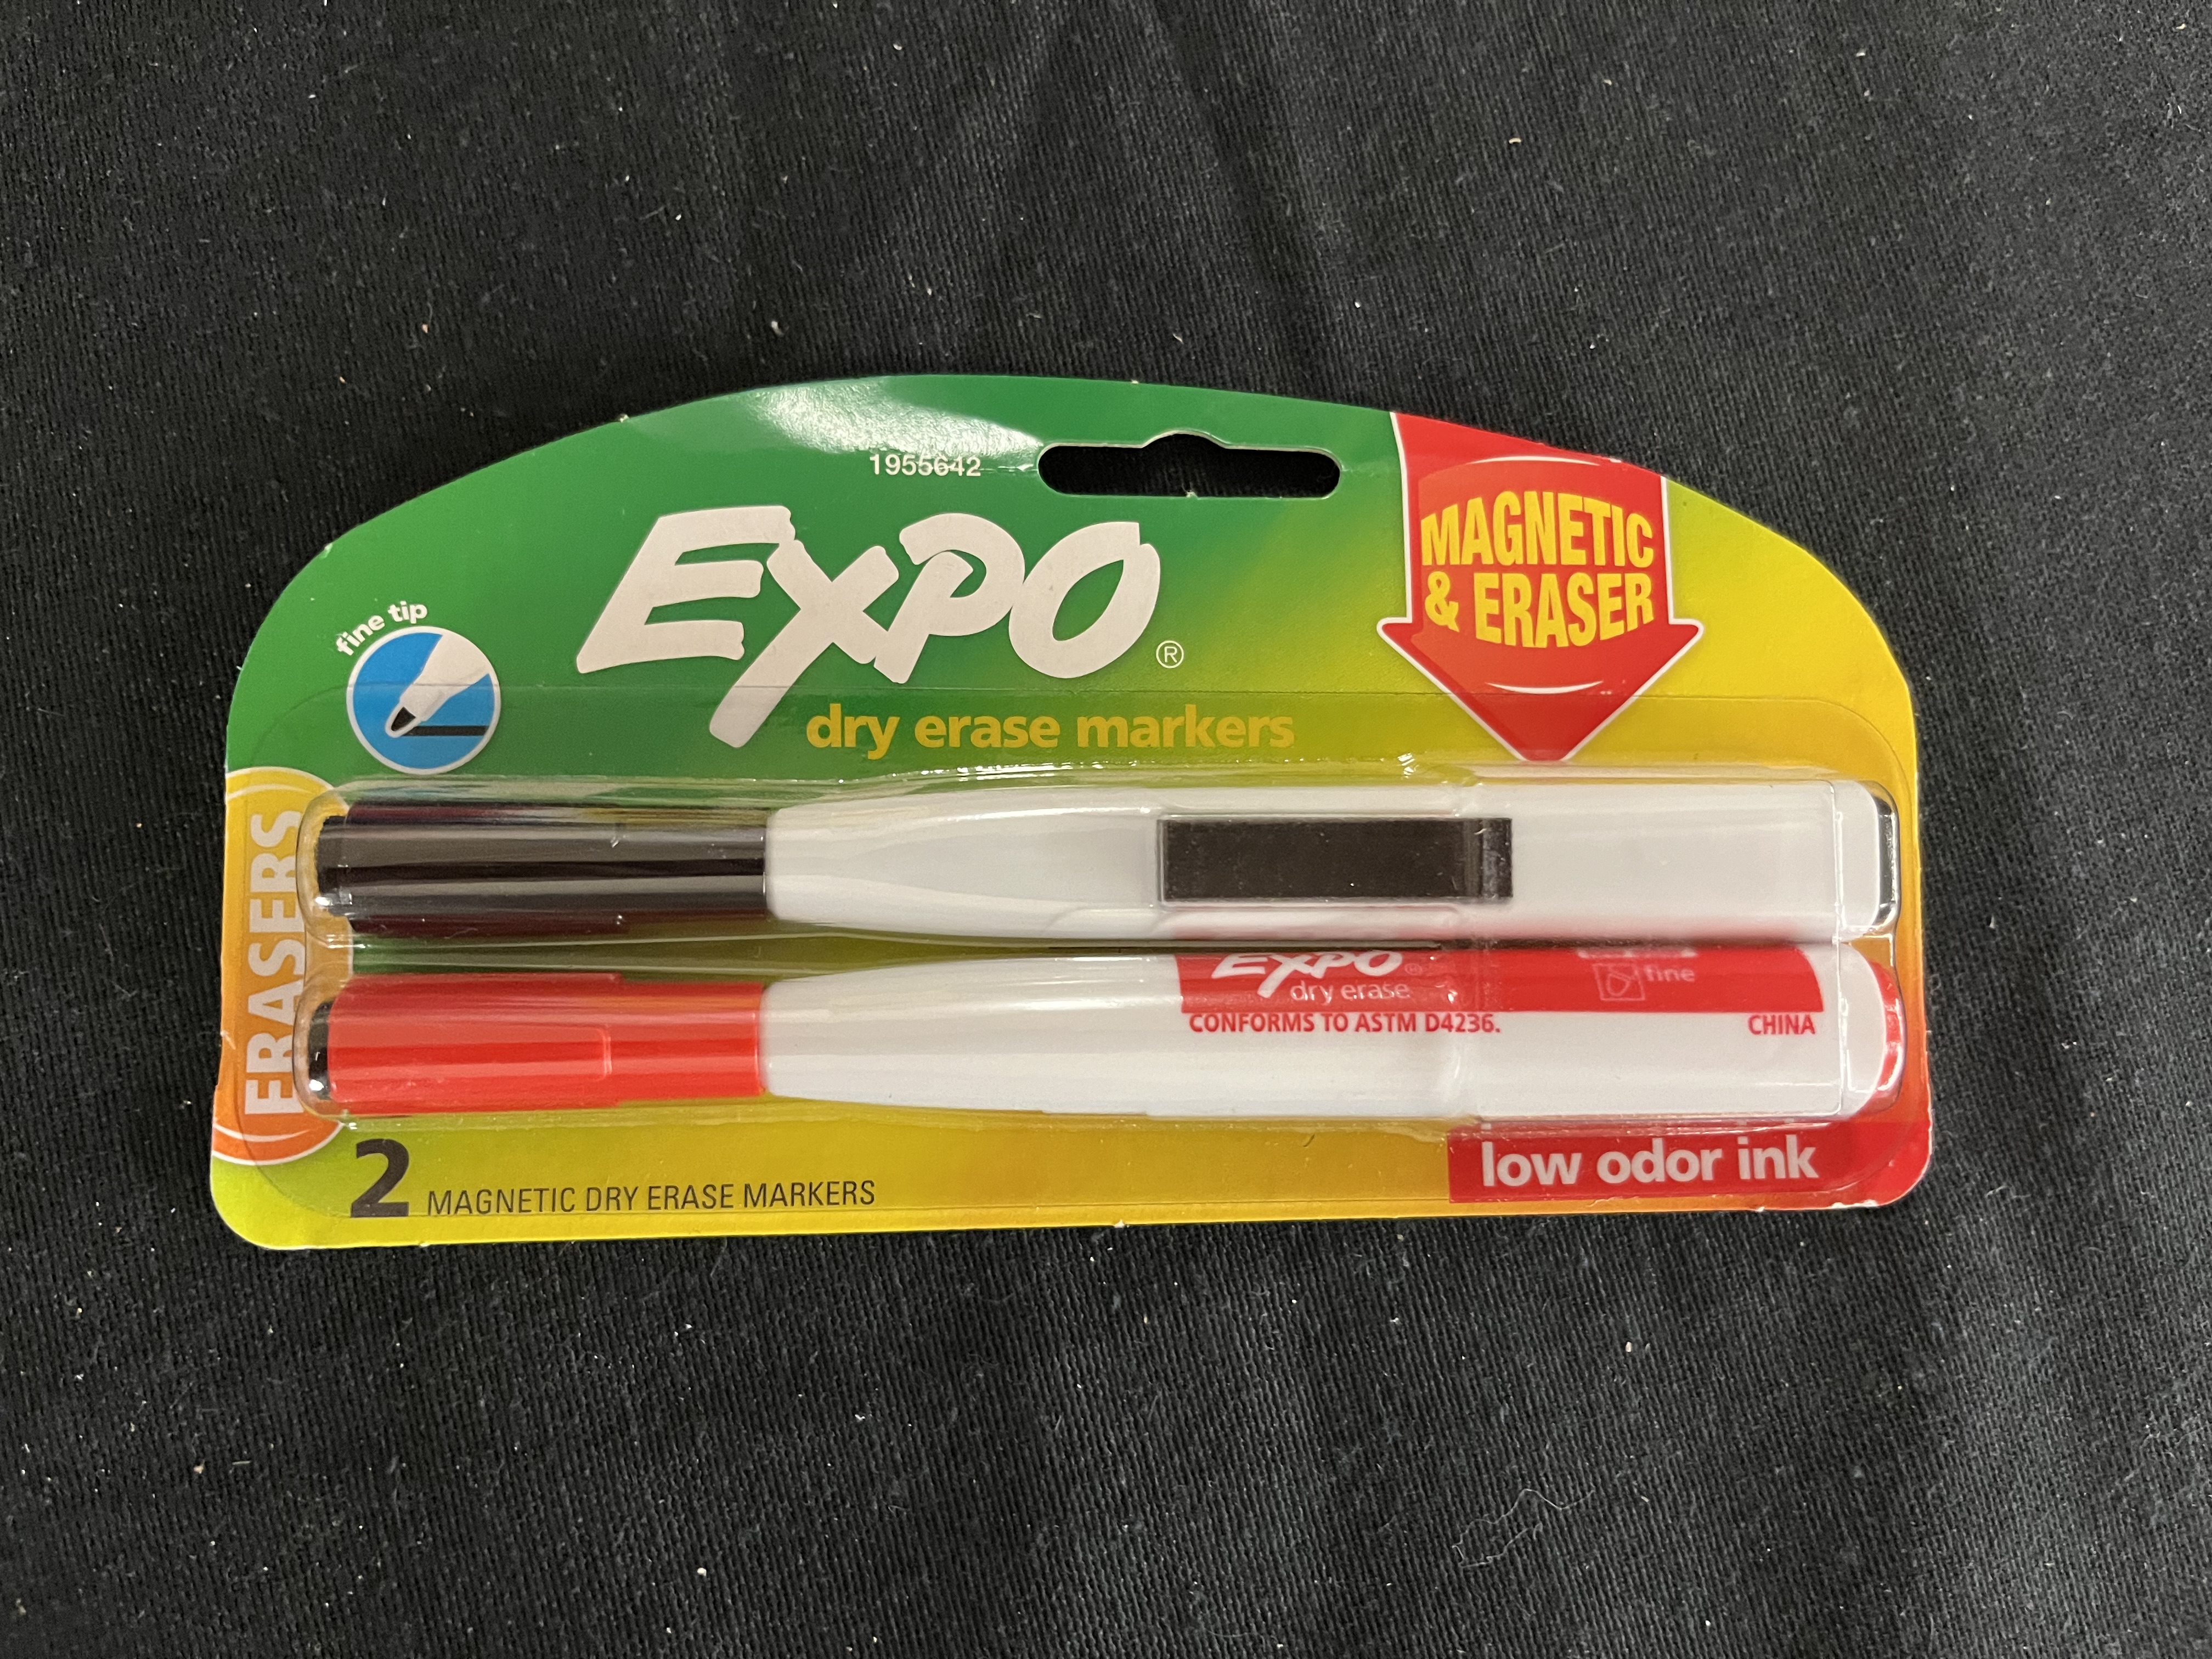 1955642
EXPO®
dry erase markers
MAGNETIC
& ERASER
fine tip
ERASERS
EXPO®
dry erase
fine
CONFORMS TO ASTM D4236.
CHINA
2 MAGNETIC DRY ERASE MARKERS
low odor ink